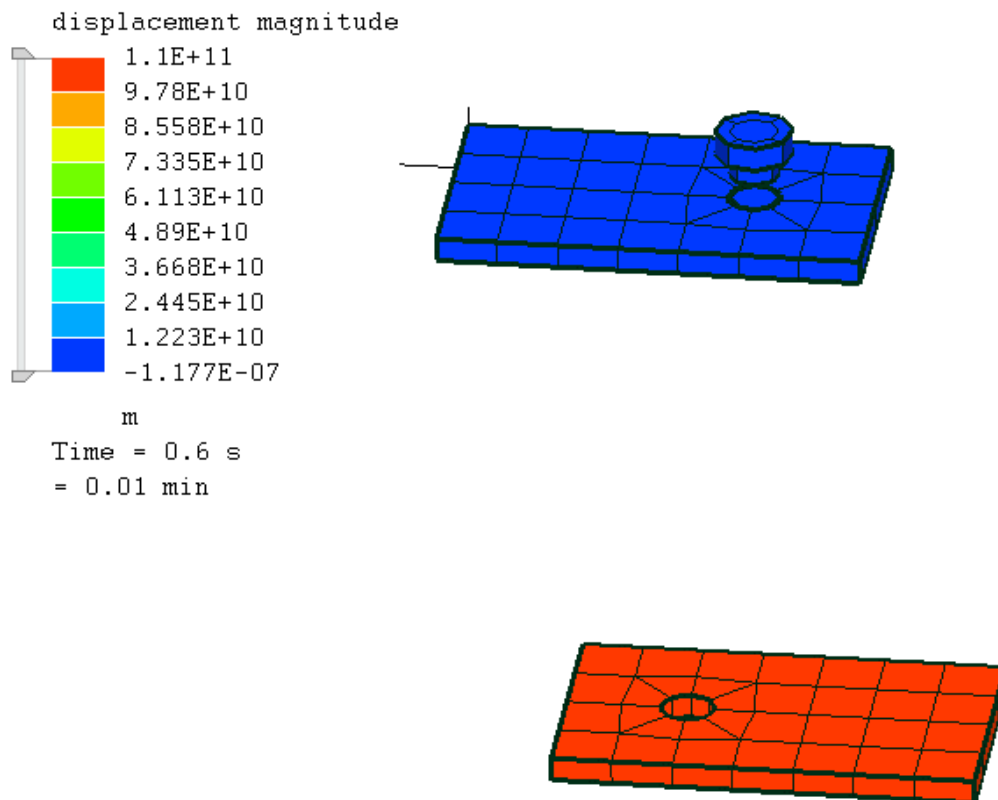 displacement magnitude
1.1E+11
9.78E+10
8.558E+10
7.335E+10
6.113E+10
4.89E+10
3.668E+10
2.445E+10
1.223E+10
-1.177E-07
m
Time = 0.6 s
= 0.01 min